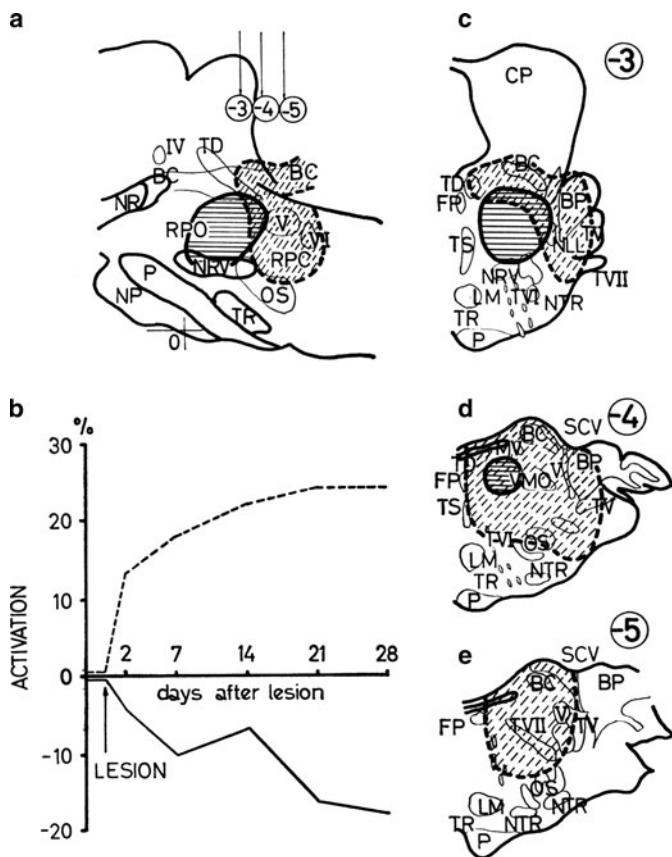 a
-3 -4 -5
IV TD
BC BC
NR
RPO V VI
RPC
NRV
P OS
NP TR
0
c
-3
CP
BC
TD BP
FP
TS NLL TV
NRV TVII
LM TVI NTR
TR
P
b
%
30
20
10
0
-10
-20
ACTIVATION
2 7 14 21 28
days after lesion
LESION
d
-4
SCV
BC
MV
TD V BP
FP VMO
TS TV
TVI OS
LM NTR
TR
P
e
-5
SCV
BC BP
FP V TV
TVII
OS
LM NTR
TR NTR
P